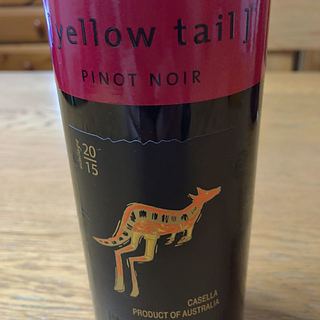 [yellow tail]
PINOT NOIR
20
15
CASELLA
PRODUCT OF AUSTRALIA